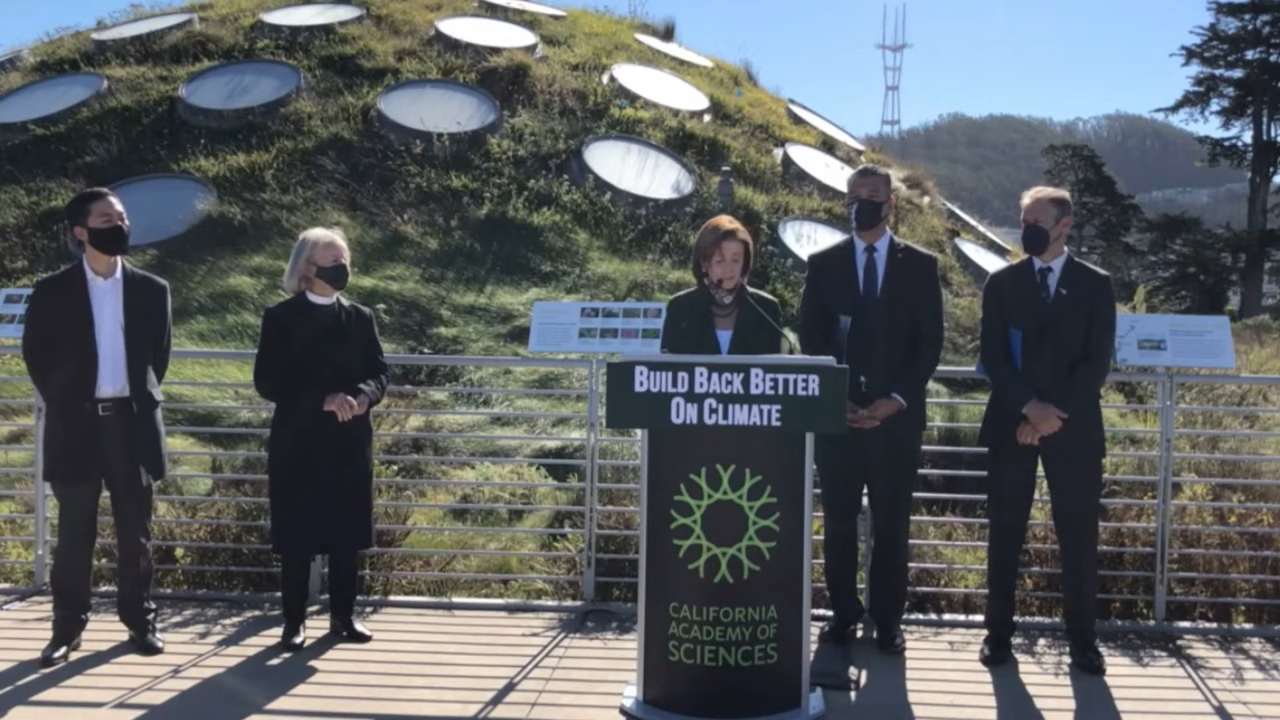 BUILD BACK BETTER
ON CLIMATE
CALIFORNIA
ACADEMY OF
SCIENCES